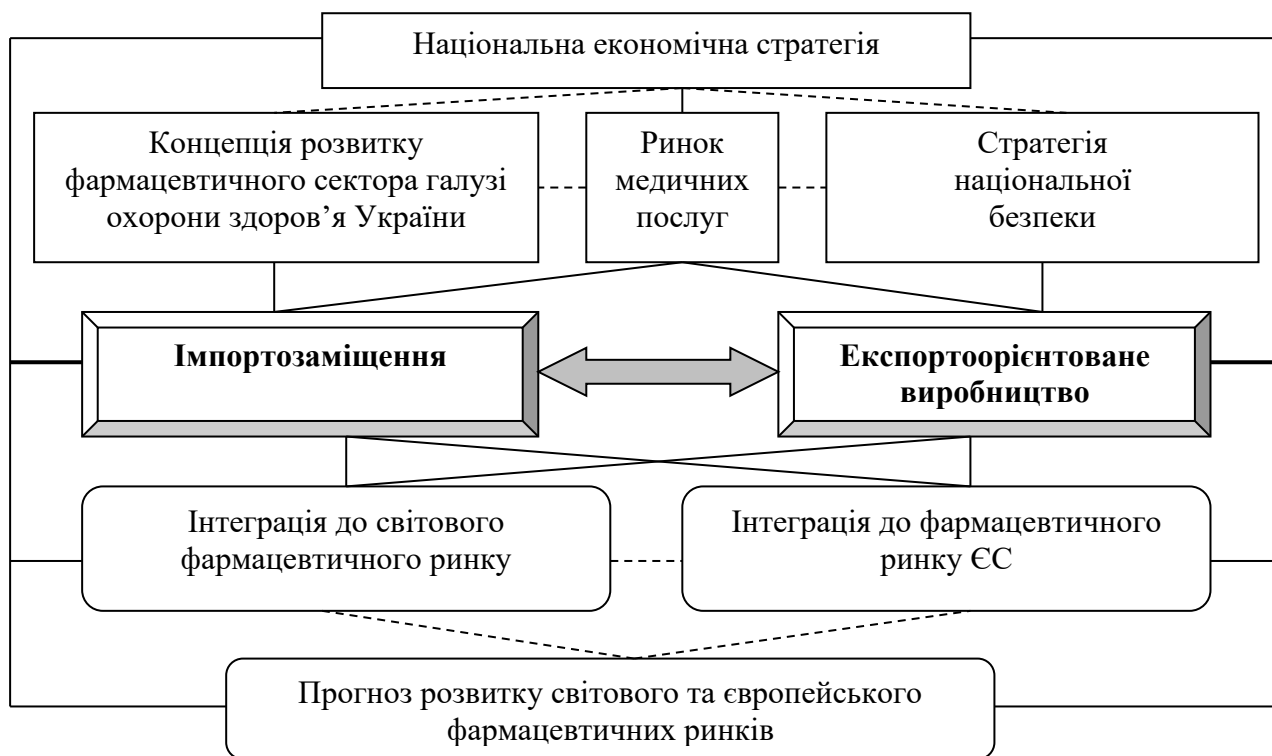 Національна економічна стратегія
Концепція розвитку
фармацевтичного сектора галузі
охорони здоров’я України
Ринок
медичних
послуг
Стратегія
національної
безпеки
Імпортозаміщення
Експортоорієнтоване
виробництво
Інтеграція до світового
фармацевтичного ринку
Інтеграція до фармацевтичного
ринку ЄС
Прогноз розвитку світового та європейського
фармацевтичних ринків